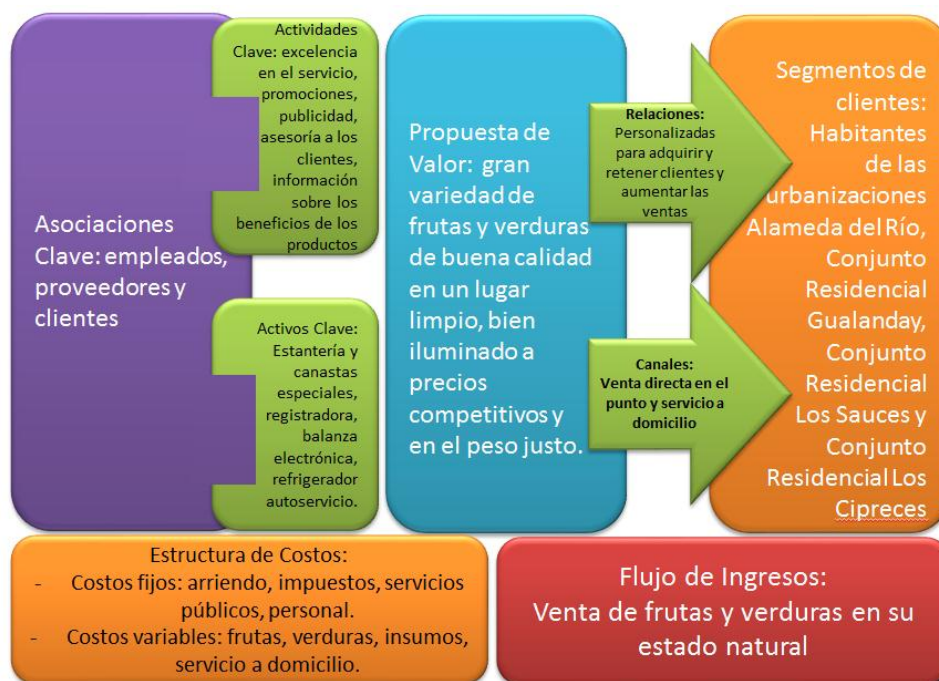 Asociaciones
Clave: empleados,
proveedores y
clientes
Actividades
Clave: excelencia
en el servicio,
promociones,
publicidad,
asesoría a los
clientes,
información
sobre los
beneficios de los
productos
Activos Clave:
Estantería y
canastas
especiales,
registradora,
balanza
electrónica,
refrigerador
autoservicio.
Propuesta de
Valor: gran
variedad de
frutas y verduras
de buena calidad
en un lugar
limpio, bien
iluminado a
precios
competitivos y
en el peso justo.
Relaciones:
Personalizadas
para adquirir y
retener clientes y
aumentar las
ventas
Canales:
Venta directa en el
punto y servicio a
domicilio
Segmentos de
clientes:
Habitantes
de las
urbanizaciones
Alameda del Río,
Conjunto
Residencial
Gualanday,
Conjunto
Residencial
Los Sauces y
Conjunto
Residencial Los
Cipreces
Estructura de Costos:
- Costos fijos: arriendo, impuestos, servicios
públicos, personal.
- Costos variables: frutas, verduras, insumos,
servicio a domicilio.
Flujo de Ingresos:
Venta de frutas y verduras en su
estado natural